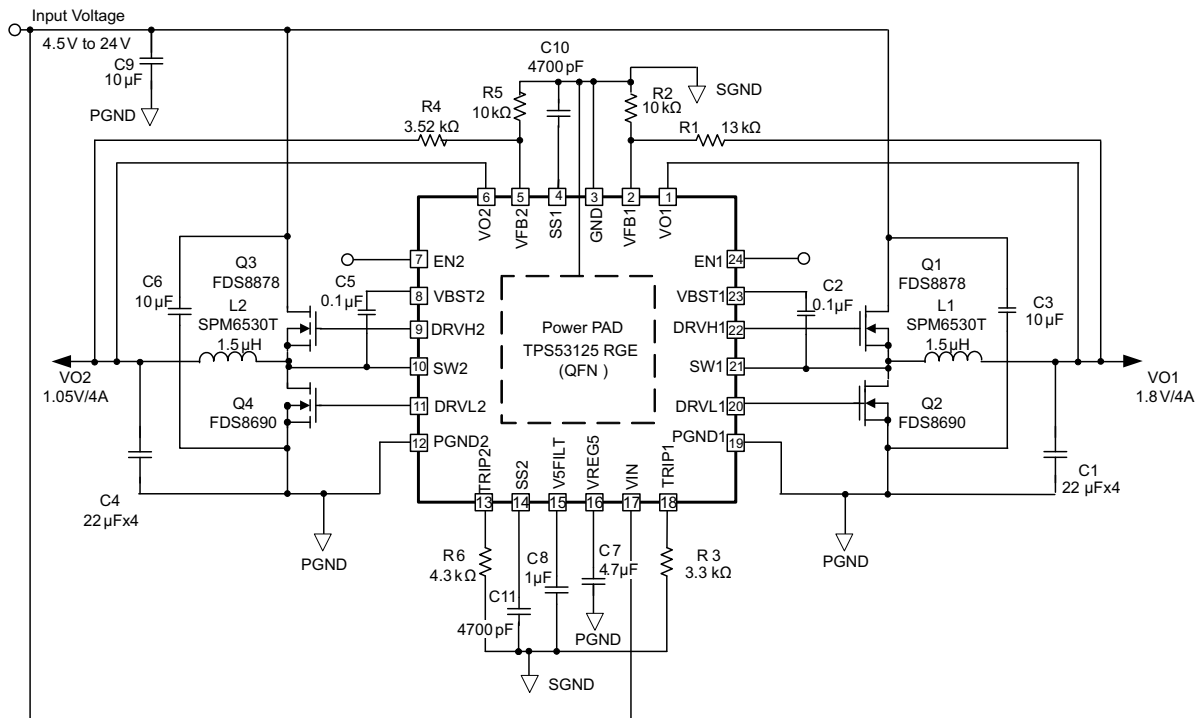 Input Voltage
4.5V to 24V
C9
10µF
PGND
C10
4700pF
SGND
R5
10kΩ
R2
10kΩ
R4
3.52 kΩ
R1 13kΩ
6 5 4 3 2 1
VO2
VFB2
SS1
GND
VFB1
VO1
7 EN2
EN1 24
8 VBST2
VBST1 23
9 DRVH2
DRVH1 22
10 SW2
SW1 21
11 DRVL2
DRVL1 20
12 PGND2
PGND1 19
Power PAD
TPS53125 RGE
(QFN )
Q3
FDS8878
C6
10µF
L2
SPM6530T
1.5µH
C5
0.1µF
VO2
1.05V/4A
Q4
FDS8690
C4
22µFx4
PGND
Q1
FDS8878
C2
0.1µF
L1
SPM6530T
1.5µH
C3
10µF
VO1
1.8V/4A
Q2
FDS8690
C1
22 µFx4
PGND
TRIP2
SS2
V5FILT
VREG5
VIN
TRIP1
13 14 15 16 17 18
R6
4.3kΩ
C8
1µF
C7
4.7µF
R3
3.3 kΩ
C11
4700pF
PGND
SGND